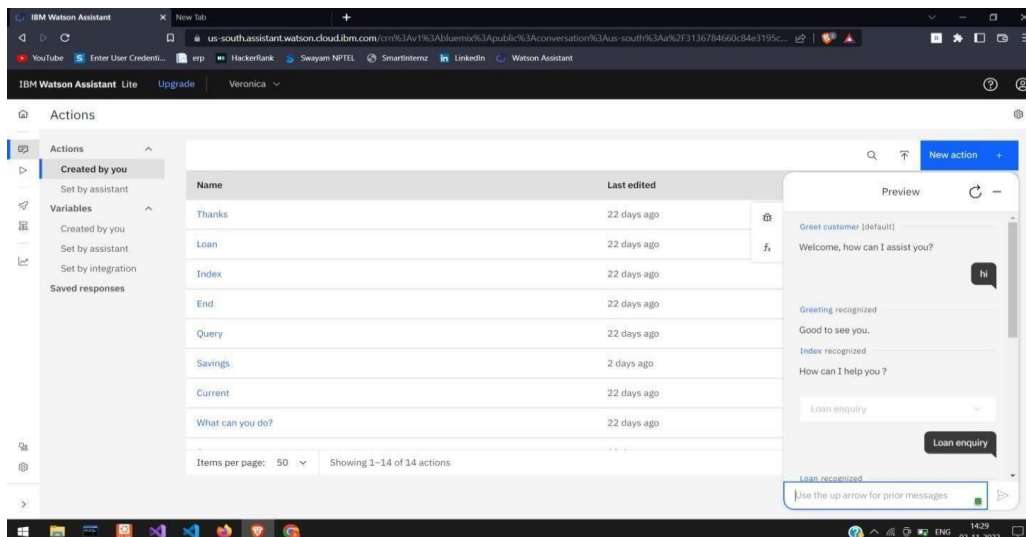 IBM Watson Assistant
New Tab
us-south.assistant.watson.cloud.ibm.com/crn%3Av1%3Abluemix%3Apublic%3Aconversation%3Aus-south%3Aa%2F3136784660c84e3195c...
YouTube
Enter User Credenti...
erp
HackerRank
Swayam NPTEL
SmartInternz
LinkedIn
Watson Assistant
IBM Watson Assistant Lite
Upgrade
Veronica
Actions
Actions
Created by you
Set by assistant
Variables
Created by you
Set by assistant
Set by integration
Saved responses
New action +
Name
Last edited
Thanks
22 days ago
Loan
22 days ago
Index
22 days ago
End
22 days ago
Query
22 days ago
Savings
2 days ago
Current
22 days ago
What can you do?
22 days ago
Items per page: 50
Showing 1–14 of 14 actions
Preview
Greet customer [default]
Welcome, how can I assist you?
hi
Greeting recognized
Good to see you.
Index recognized
How can I help you ?
Loan enquiry
Loan enquiry
Loan recognized
Use the up arrow for prior messages
ENG
14:29